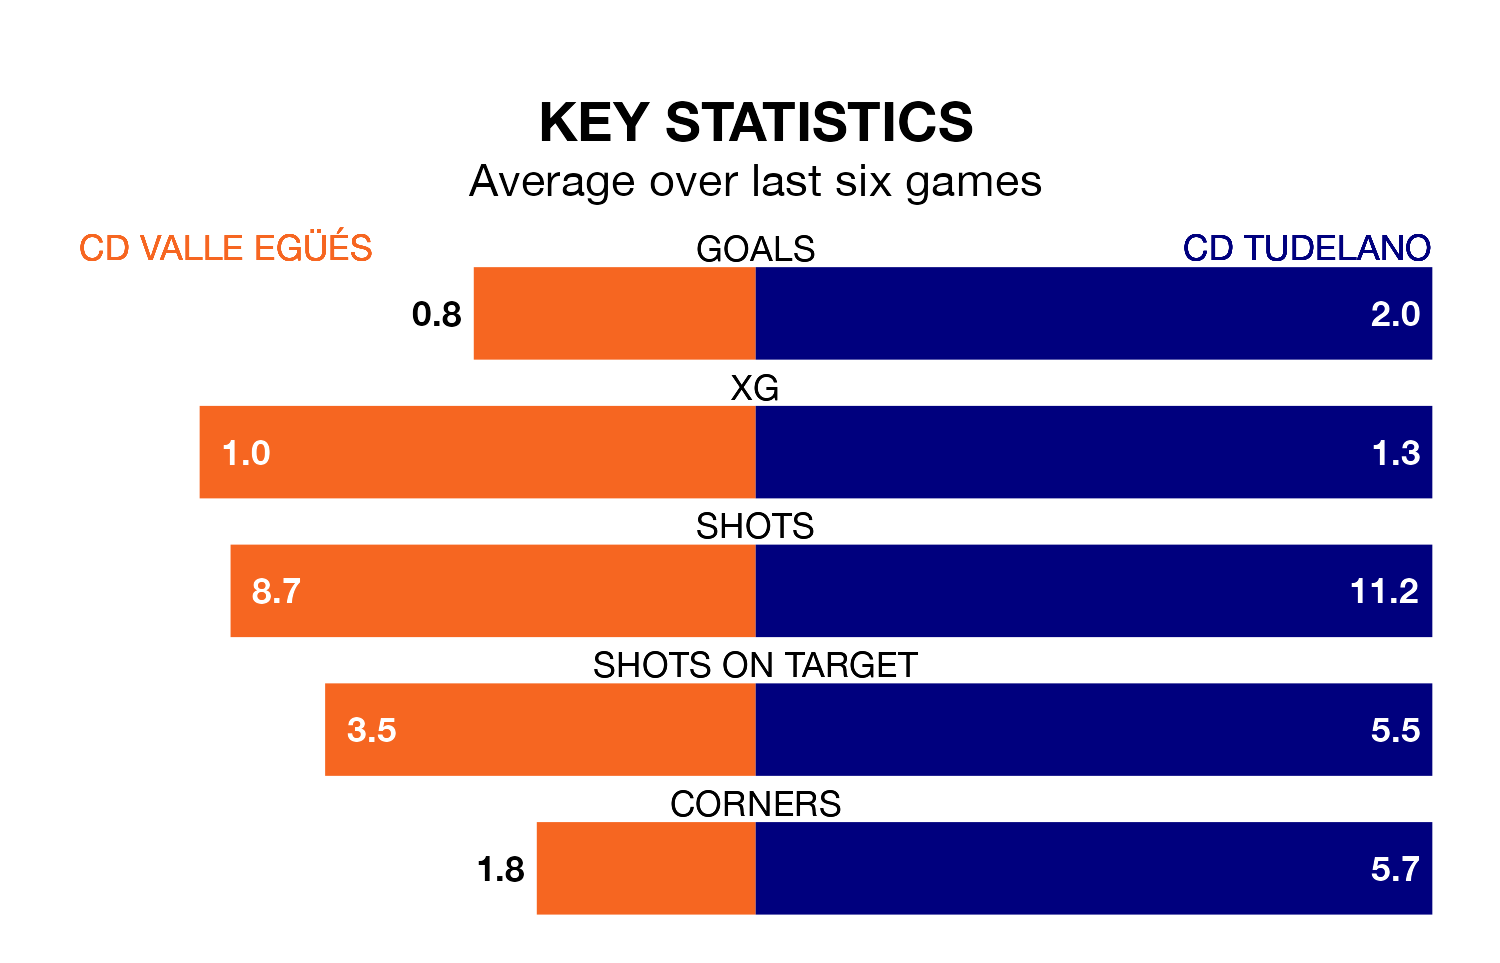 KEY STATISTICS
Average over last six games
CD VALLE EGÜÉS GOALS CD TUDELANO
0.8 2.0
XG
1.0 1.3
SHOTS
8.7 11.2
SHOTS ON TARGET
3.5 5.5
CORNERS
1.8 5.7